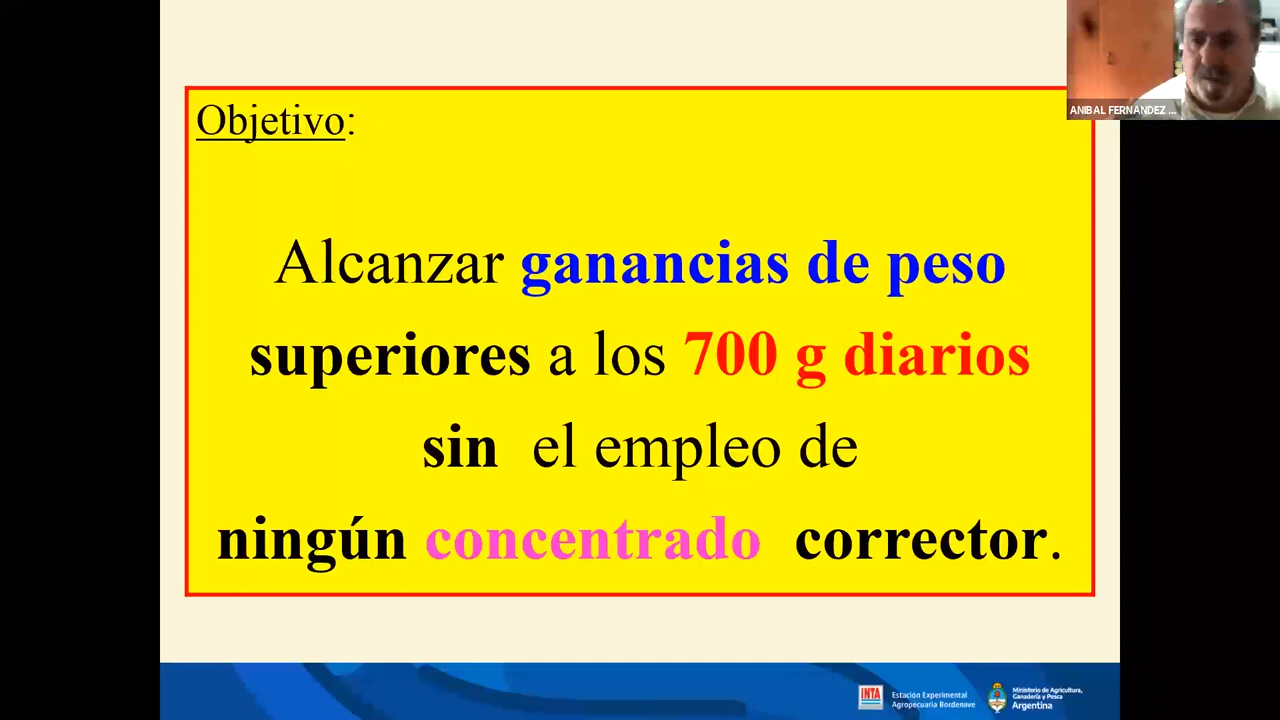 Objetivo:
Alcanzar ganancias de peso
superiores a los 700 g diarios
sin el empleo de
ningún concentrado corrector.
ANIBAL FERNANDEZ ...
INTA
Estación Experimental
Agropecuaria Bordenave
Ministerio de Agricultura,
Ganadería y Pesca
Argentina